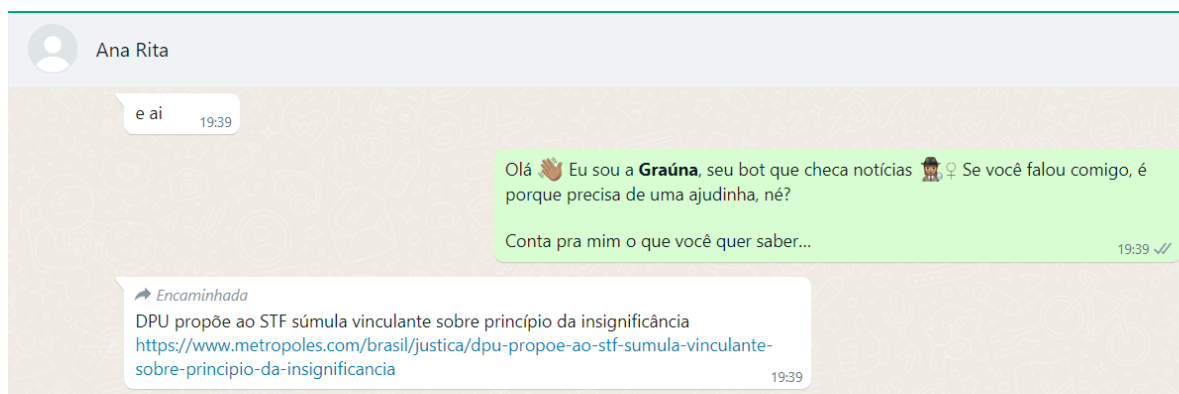 Ana Rita
e ai
19:39
Olá 👋🏽 Eu sou a Graúna, seu bot que checa notícias 🕵🏽♀ Se você falou comigo, é
porque precisa de uma ajudinha, né?
Conta pra mim o que você quer saber...
19:39
Encaminhada
DPU propõe ao STF súmula vinculante sobre princípio da insignificância
https://www.metropoles.com/brasil/justica/dpu-propoe-ao-stf-sumula-vinculante-
sobre-principio-da-insignificancia
19:39